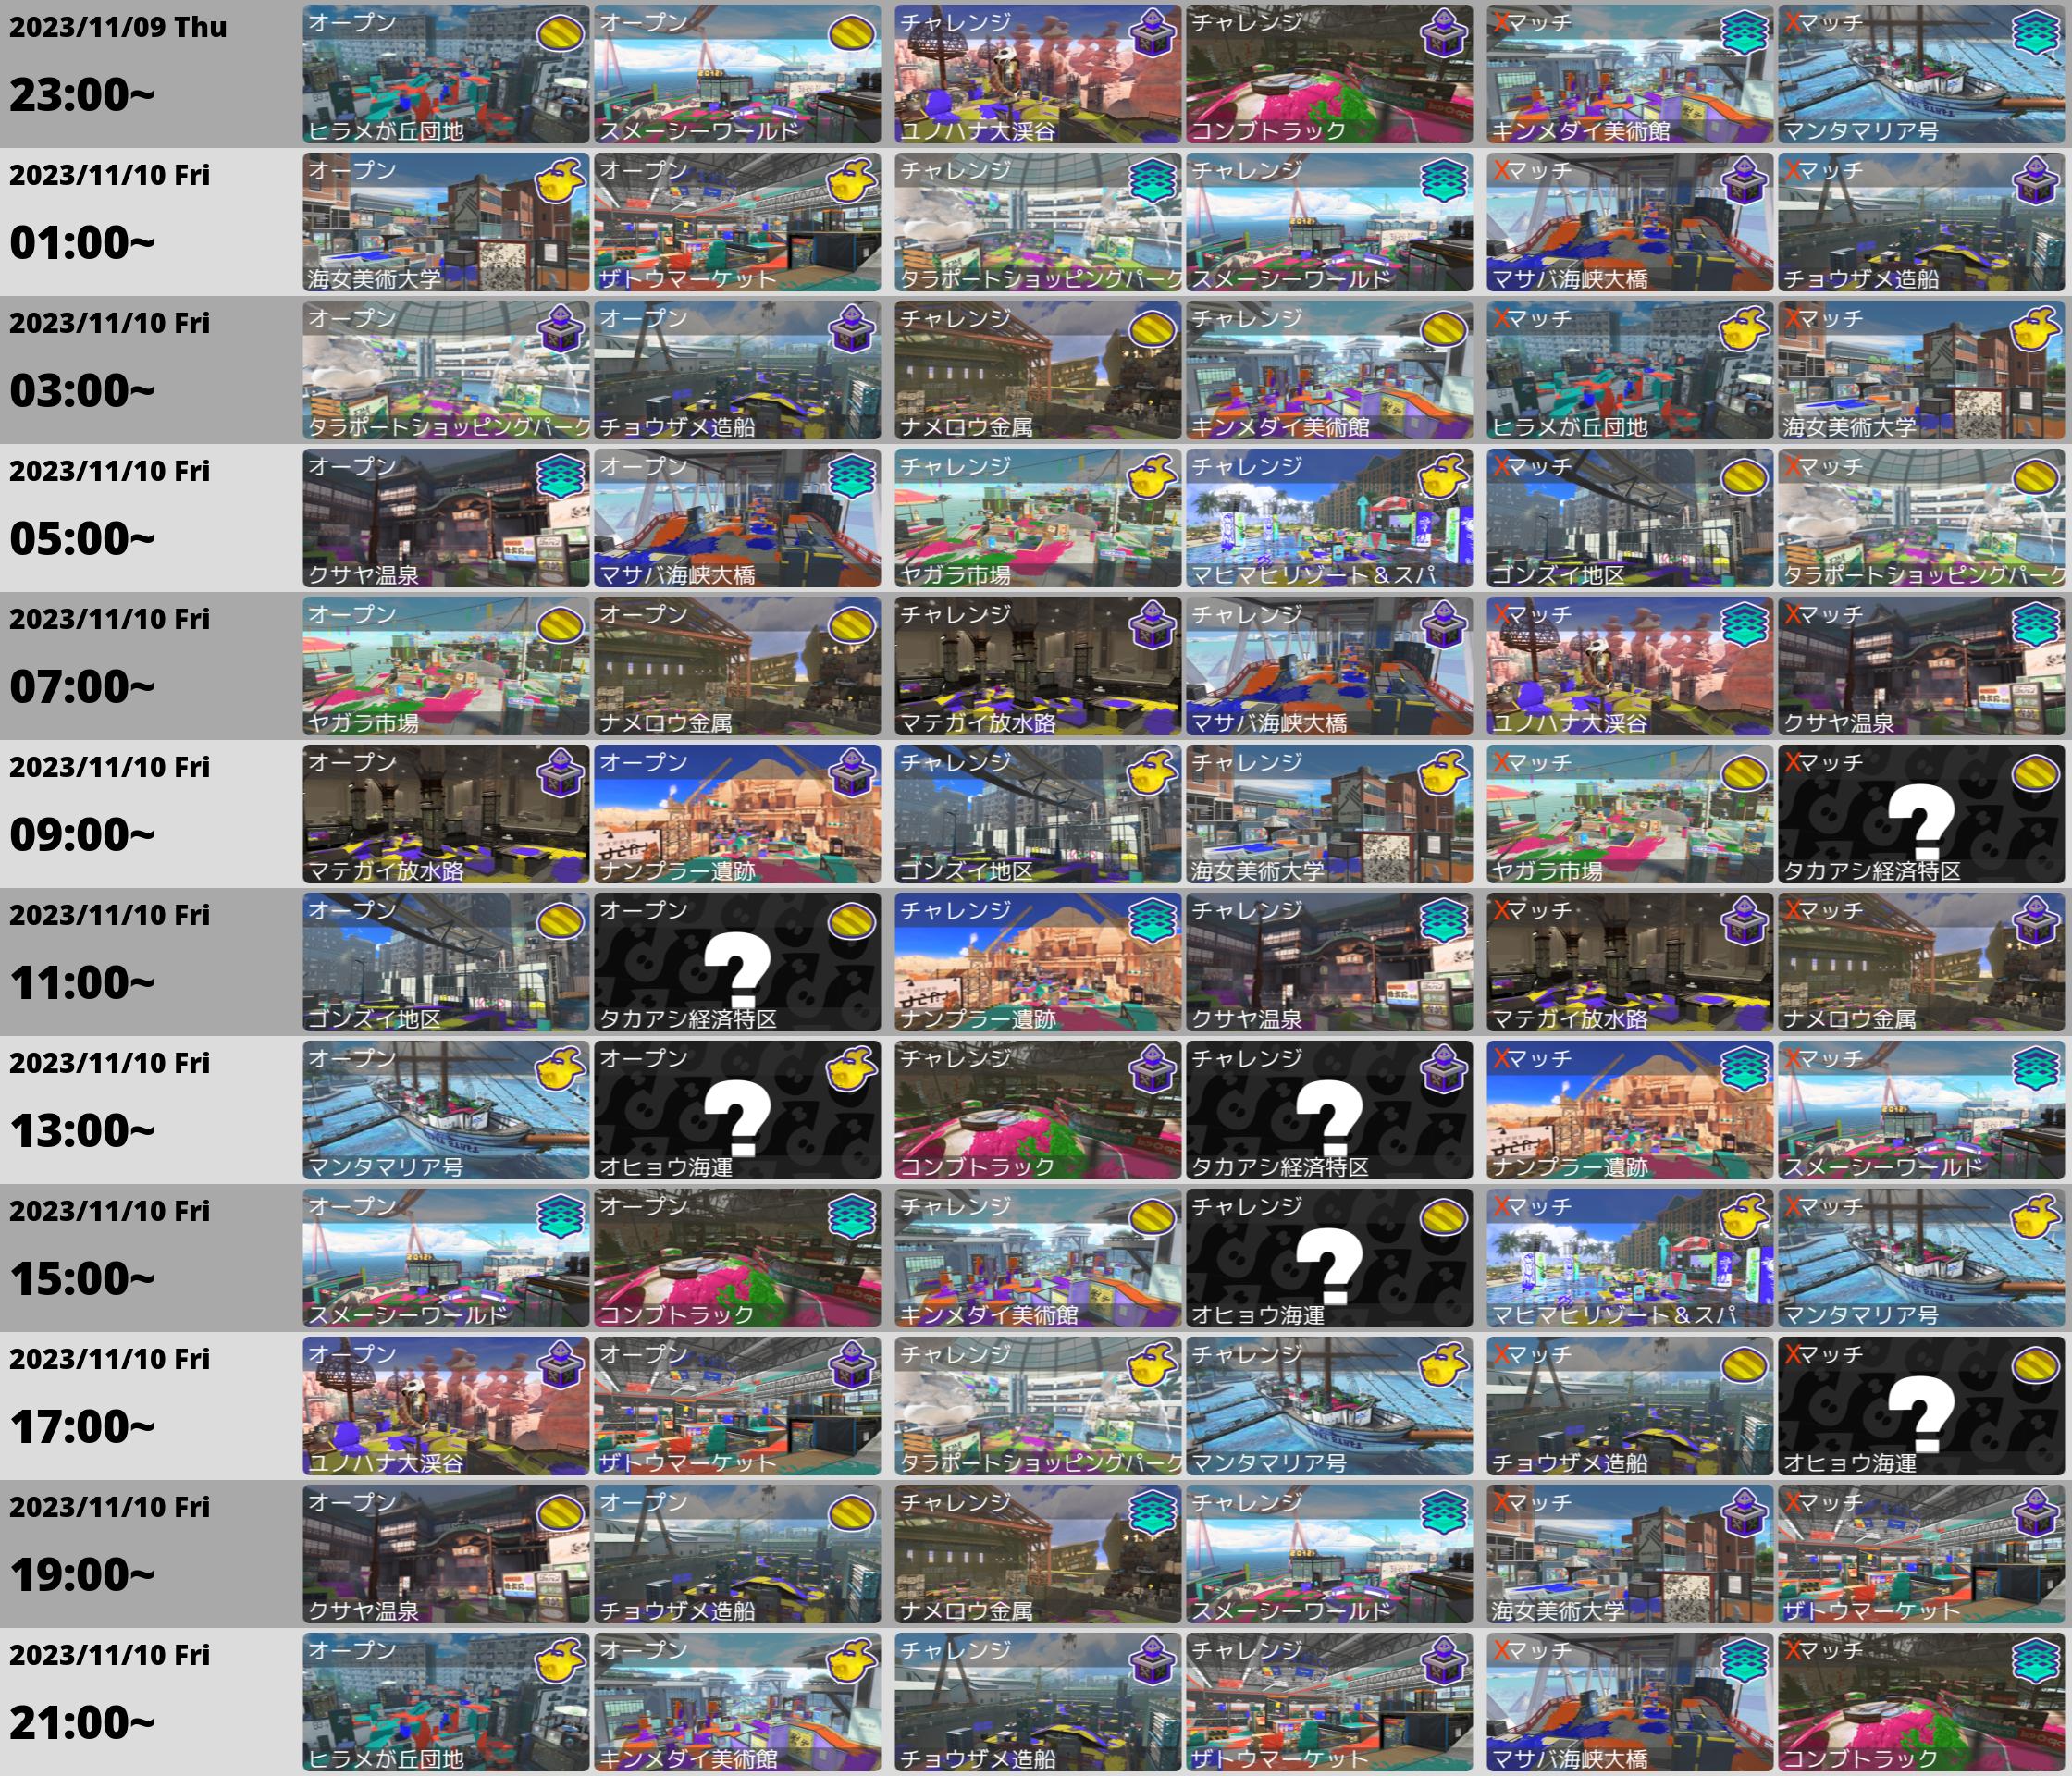 2023/11/09 Thu
23:00~
オープン
ヒラメが丘団地
オープン
スメーシーワールド
チャレンジ
ユノハナ大渓谷
チャレンジ
コンブトラック
Xマッチ
キンメダイ美術館
Xマッチ
マンタマリア号
2023/11/10 Fri
01:00~
オープン
海女美術大学
オープン
ザトウマーケット
チャレンジ
タラポートショッピングパーク
チャレンジ
スメーシーワールド
Xマッチ
マサバ海峡大橋
Xマッチ
チョウザメ造船
2023/11/10 Fri
03:00~
オープン
タラポートショッピングパーク
オープン
チョウザメ造船
チャレンジ
ナメロウ金属
チャレンジ
キンメダイ美術館
Xマッチ
ヒラメが丘団地
Xマッチ
海女美術大学
2023/11/10 Fri
05:00~
オープン
クサヤ温泉
オープン
マサバ海峡大橋
チャレンジ
ヤガラ市場
チャレンジ
マヒマヒリゾート＆スパ
Xマッチ
ゴンズイ地区
Xマッチ
タラポートショッピングパーク
2023/11/10 Fri
07:00~
オープン
ヤガラ市場
オープン
ナメロウ金属
チャレンジ
マテガイ放水路
チャレンジ
マサバ海峡大橋
Xマッチ
ユノハナ大渓谷
Xマッチ
クサヤ温泉
2023/11/10 Fri
09:00~
オープン
マテガイ放水路
オープン
ナンプラー遺跡
チャレンジ
ゴンズイ地区
チャレンジ
海女美術大学
Xマッチ
ヤガラ市場
Xマッチ
?
タカアシ経済特区
2023/11/10 Fri
11:00~
オープン
ゴンズイ地区
オープン
?
タカアシ経済特区
チャレンジ
ナンプラー遺跡
チャレンジ
クサヤ温泉
Xマッチ
マテガイ放水路
Xマッチ
ナメロウ金属
2023/11/10 Fri
13:00~
オープン
マンタマリア号
オープン
?
オヒョウ海運
チャレンジ
コンブトラック
チャレンジ
?
タカアシ経済特区
Xマッチ
ナンプラー遺跡
Xマッチ
スメーシーワールド
2023/11/10 Fri
15:00~
オープン
スメーシーワールド
オープン
コンブトラック
チャレンジ
キンメダイ美術館
チャレンジ
?
オヒョウ海運
Xマッチ
マヒマヒリゾート＆スパ
Xマッチ
マンタマリア号
2023/11/10 Fri
17:00~
オープン
ユノハナ大渓谷
オープン
ザトウマーケット
チャレンジ
タラポートショッピングパーク
チャレンジ
マンタマリア号
Xマッチ
チョウザメ造船
Xマッチ
?
オヒョウ海運
2023/11/10 Fri
19:00~
オープン
クサヤ温泉
オープン
チョウザメ造船
チャレンジ
ナメロウ金属
チャレンジ
スメーシーワールド
Xマッチ
海女美術大学
Xマッチ
ザトウマーケット
2023/11/10 Fri
21:00~
オープン
ヒラメが丘団地
オープン
キンメダイ美術館
チャレンジ
チョウザメ造船
チャレンジ
ザトウマーケット
Xマッチ
マサバ海峡大橋
Xマッチ
コンブトラック